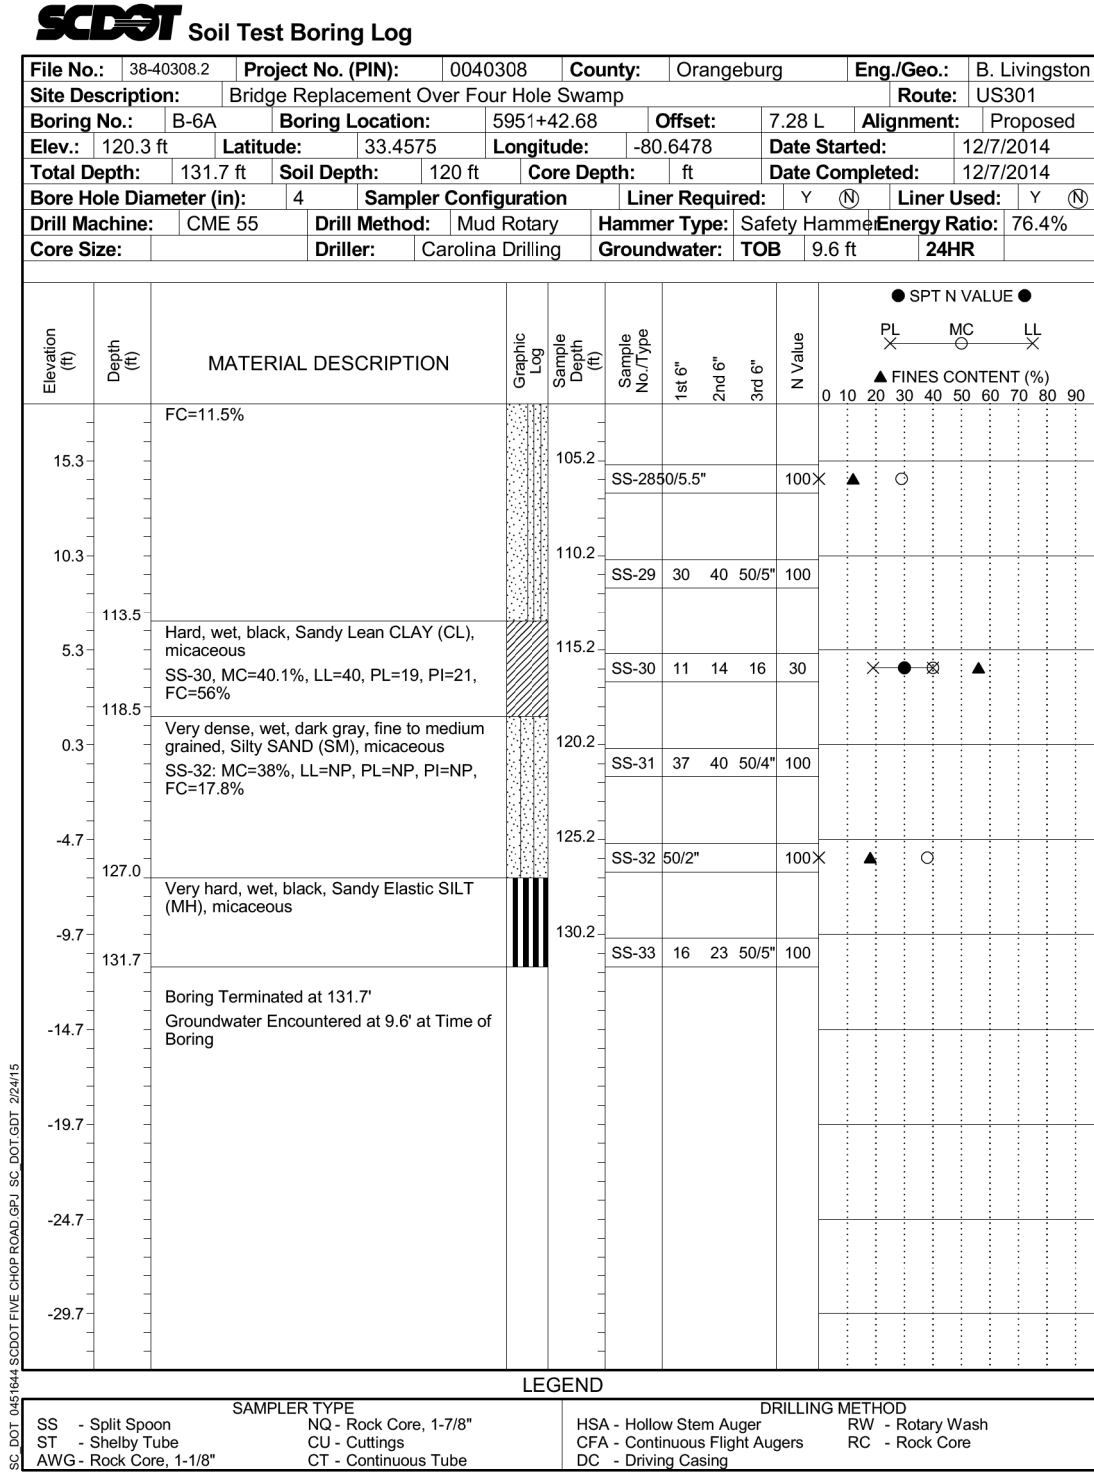 SCDOT Soil Test Boring Log
File No.: 38-40308.2 Project No. (PIN): 0040308 County: Orangeburg Eng./Geo.: B. Livingston
Site Description: Bridge Replacement Over Four Hole Swamp Route: US301
Boring No.: B-6A Boring Location: 5951+42.68 Offset: 7.28 L Alignment: Proposed
Elev.: 120.3 ft Latitude: 33.4575 Longitude: -80.6478 Date Started: 12/7/2014
Total Depth: 131.7 ft Soil Depth: 120 ft Core Depth: ft Date Completed: 12/7/2014
Bore Hole Diameter (in): 4 Sampler Configuration Liner Required: Y N Liner Used: Y N
Drill Machine: CME 55 Drill Method: Mud Rotary Hammer Type: Safety Hammer Energy Ratio: 76.4%
Core Size: Driller: Carolina Drilling Groundwater: TOB 9.6 ft 24HR
Elevation (ft) Depth (ft) MATERIAL DESCRIPTION Graphic Log Sample Depth (ft) Sample No./Type 1st 6" 2nd 6" 3rd 6" N Value
SPT N VALUE
PL MC LL
FINES CONTENT (%)
0 10 20 30 40 50 60 70 80 90
FC=11.5%
15.3 105.2
SS-28 50/5.5" 100
10.3 110.2
SS-29 30 40 50/5" 100
113.5
Hard, wet, black, Sandy Lean CLAY (CL),
micaceous
5.3 115.2
SS-30, MC=40.1%, LL=40, PL=19, PI=21,
FC=56%
SS-30 11 14 16 30
118.5
Very dense, wet, dark gray, fine to medium
grained, Silty SAND (SM), micaceous
0.3 120.2
SS-32: MC=38%, LL=NP, PL=NP, PI=NP,
FC=17.8%
SS-31 37 40 50/4" 100
-4.7 125.2
SS-32 50/2" 100
127.0
Very hard, wet, black, Sandy Elastic SILT
(MH), micaceous
-9.7 130.2
SS-33 16 23 50/5" 100
131.7
Boring Terminated at 131.7'
Groundwater Encountered at 9.6' at Time of
Boring
-14.7
-19.7
-24.7
-29.7
SC_DOT 0451644 SCDOT FIVE CHOP ROAD.GPJ SC_DOT.GDT 2/24/15
LEGEND
SAMPLER TYPE DRILLING METHOD
SS - Split Spoon NQ - Rock Core, 1-7/8" HSA - Hollow Stem Auger RW - Rotary Wash
ST - Shelby Tube CU - Cuttings CFA - Continuous Flight Augers RC - Rock Core
AWG - Rock Core, 1-1/8" CT - Continuous Tube DC - Driving Casing